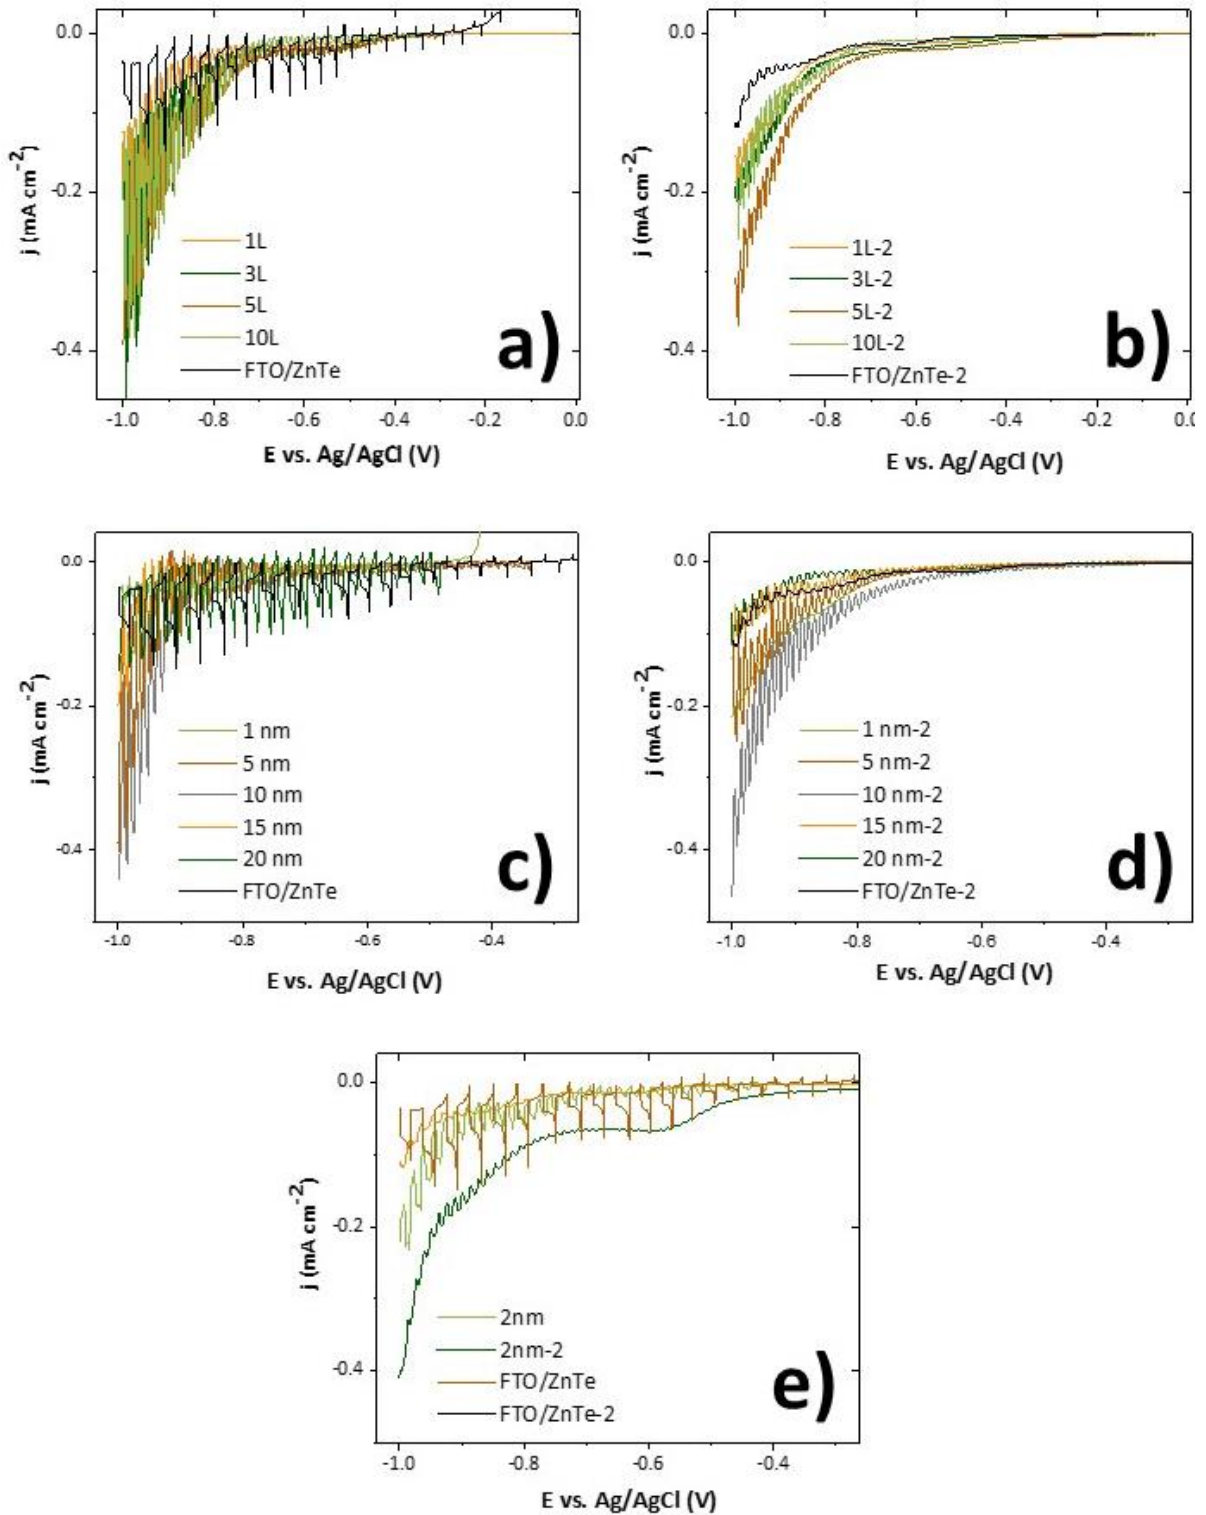 0.0
-0.2
-0.4
j (mA cm-2)
1L
3L
5L
10L
FTO/ZnTe
a)
-1.0 -0.8 -0.6 -0.4 -0.2 0.0
E vs. Ag/AgCl (V)
0.0
-0.2
-0.4
j (mA cm-2)
1L-2
3L-2
5L-2
10L-2
FTO/ZnTe-2
b)
-1.0 -0.8 -0.6 -0.4 -0.2 0.0
E vs. Ag/AgCl (V)
0.0
-0.2
-0.4
j (mA cm-2)
1 nm
5 nm
10 nm
15 nm
20 nm
FTO/ZnTe
c)
-1.0 -0.8 -0.6 -0.4
E vs. Ag/AgCl (V)
0.0
-0.2
-0.4
j (mA cm-2)
1 nm-2
5 nm-2
10 nm-2
15 nm-2
20 nm-2
FTO/ZnTe-2
d)
-1.0 -0.8 -0.6 -0.4
E vs. Ag/AgCl (V)
0.0
-0.2
-0.4
j (mA cm-2)
2nm
2nm-2
FTO/ZnTe
FTO/ZnTe-2
e)
-1.0 -0.8 -0.6 -0.4
E vs. Ag/AgCl (V)